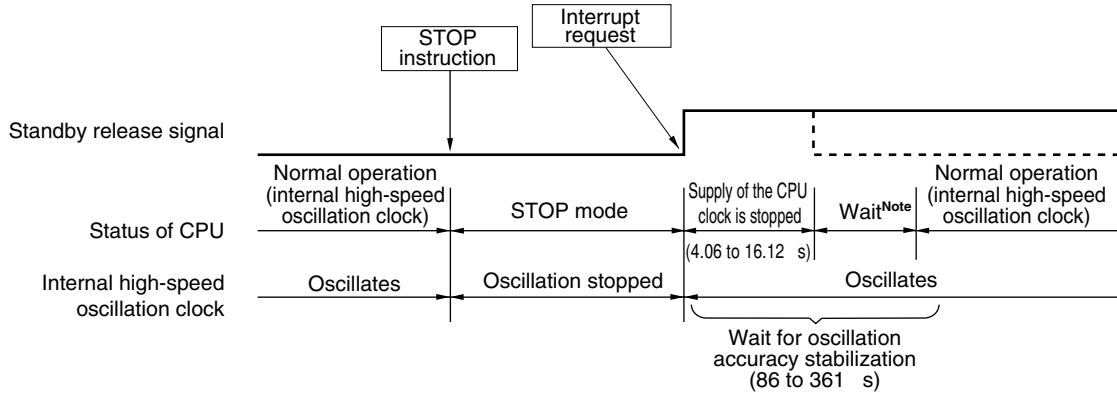 STOP
instruction
Interrupt
request
Standby release signal
Normal operation
(internal high-speed
oscillation clock)
Status of CPU
STOP mode
Supply of the CPU
clock is stopped
(4.06 to 16.12 s)
WaitNote
Normal operation
(internal high-speed
oscillation clock)
Internal high-speed
oscillation clock
Oscillates
Oscillation stopped
Oscillates
Wait for oscillation
accuracy stabilization
(86 to 361 s)